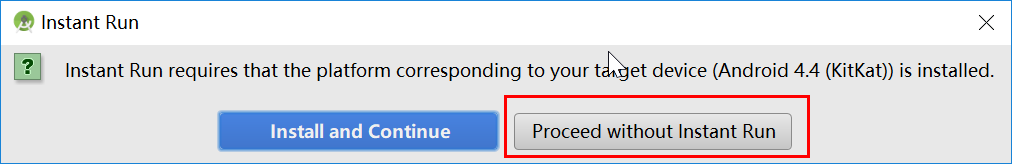 Instant Run
?
Instant Run requires that the platform corresponding to your target device (Android 4.4 (KitKat)) is installed.
Install and Continue
Proceed without Instant Run